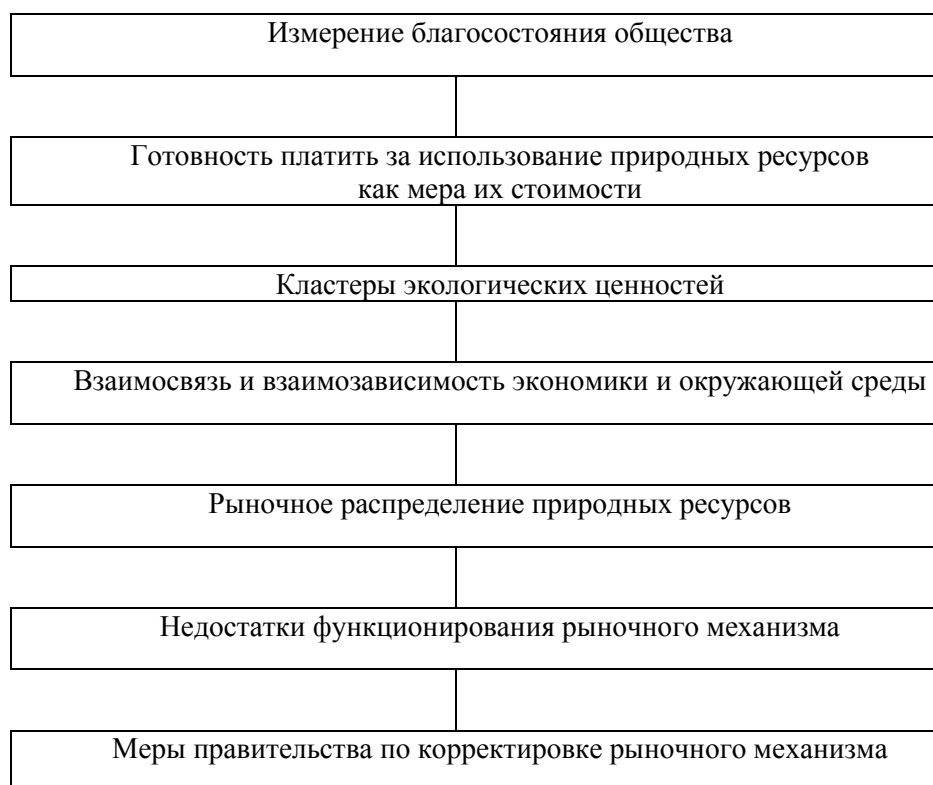 Измерение благосостояния общества
Готовность платить за использование природных ресурсов
как мера их стоимости
Кластеры экологических ценностей
Взаимосвязь и взаимозависимость экономики и окружающей среды
Рыночное распределение природных ресурсов
Недостатки функционирования рыночного механизма
Меры правительства по корректировке рыночного механизма